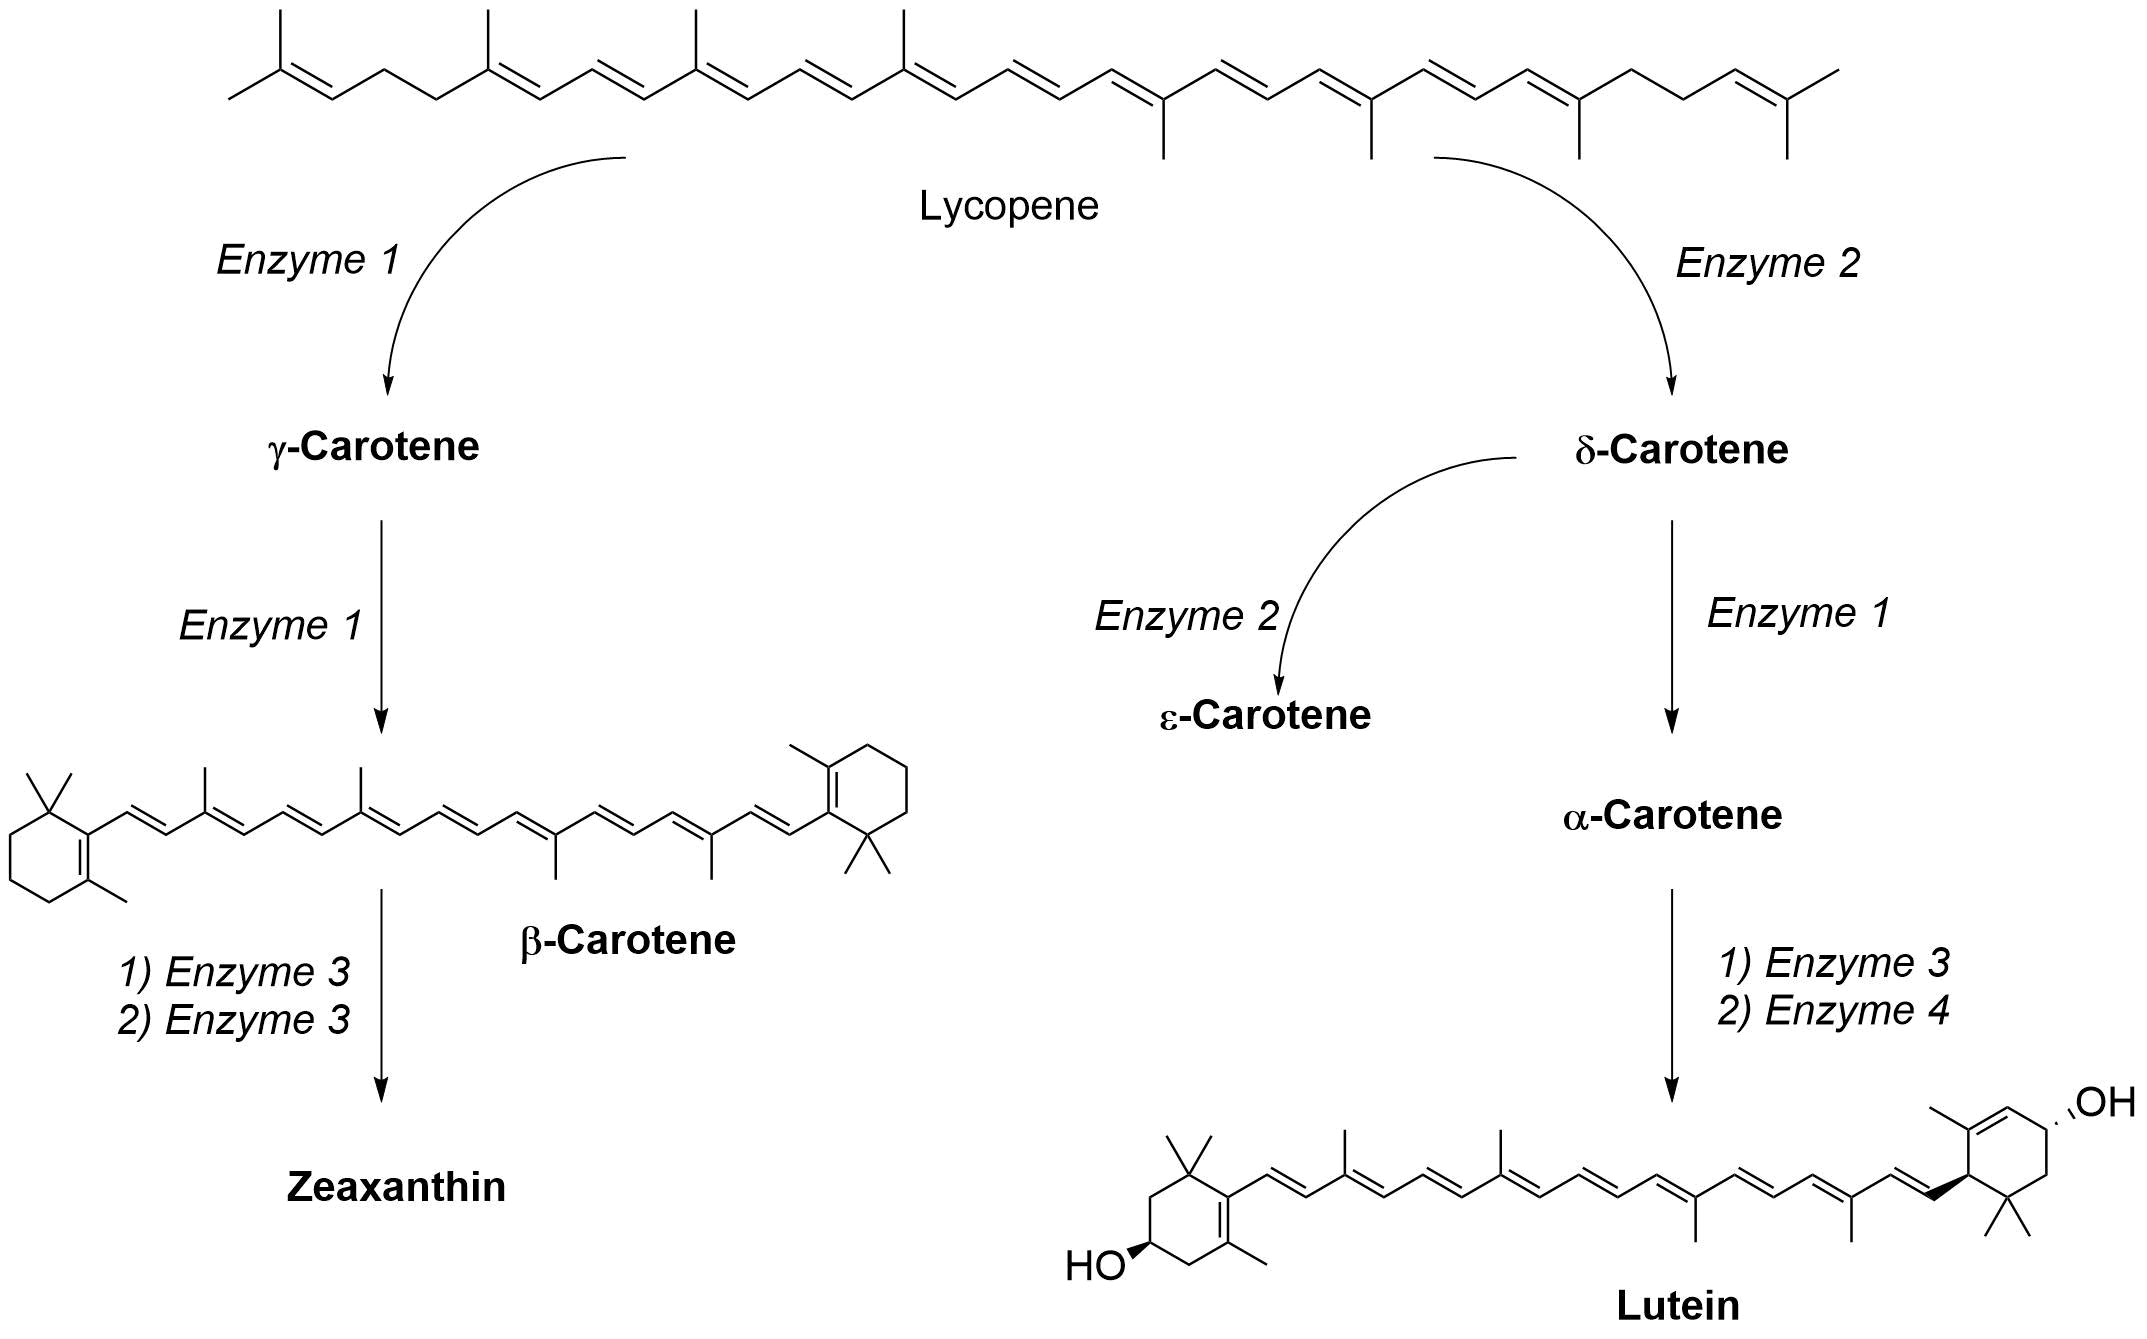 Lycopene
Enzyme 1
Enzyme 2
γ-Carotene
δ-Carotene
Enzyme 1
Enzyme 2
Enzyme 1
ε-Carotene
α-Carotene
β-Carotene
1) Enzyme 3
2) Enzyme 3
1) Enzyme 3
2) Enzyme 4
OH
Zeaxanthin
HO
Lutein